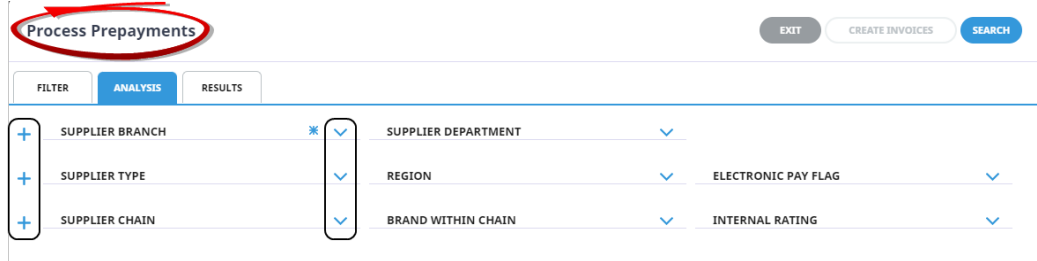 Process Prepayments
EXIT CREATE INVOICES SEARCH
FILTER ANALYSIS RESULTS
SUPPLIER BRANCH SUPPLIER DEPARTMENT
SUPPLIER TYPE REGION ELECTRONIC PAY FLAG
SUPPLIER CHAIN BRAND WITHIN CHAIN INTERNAL RATING